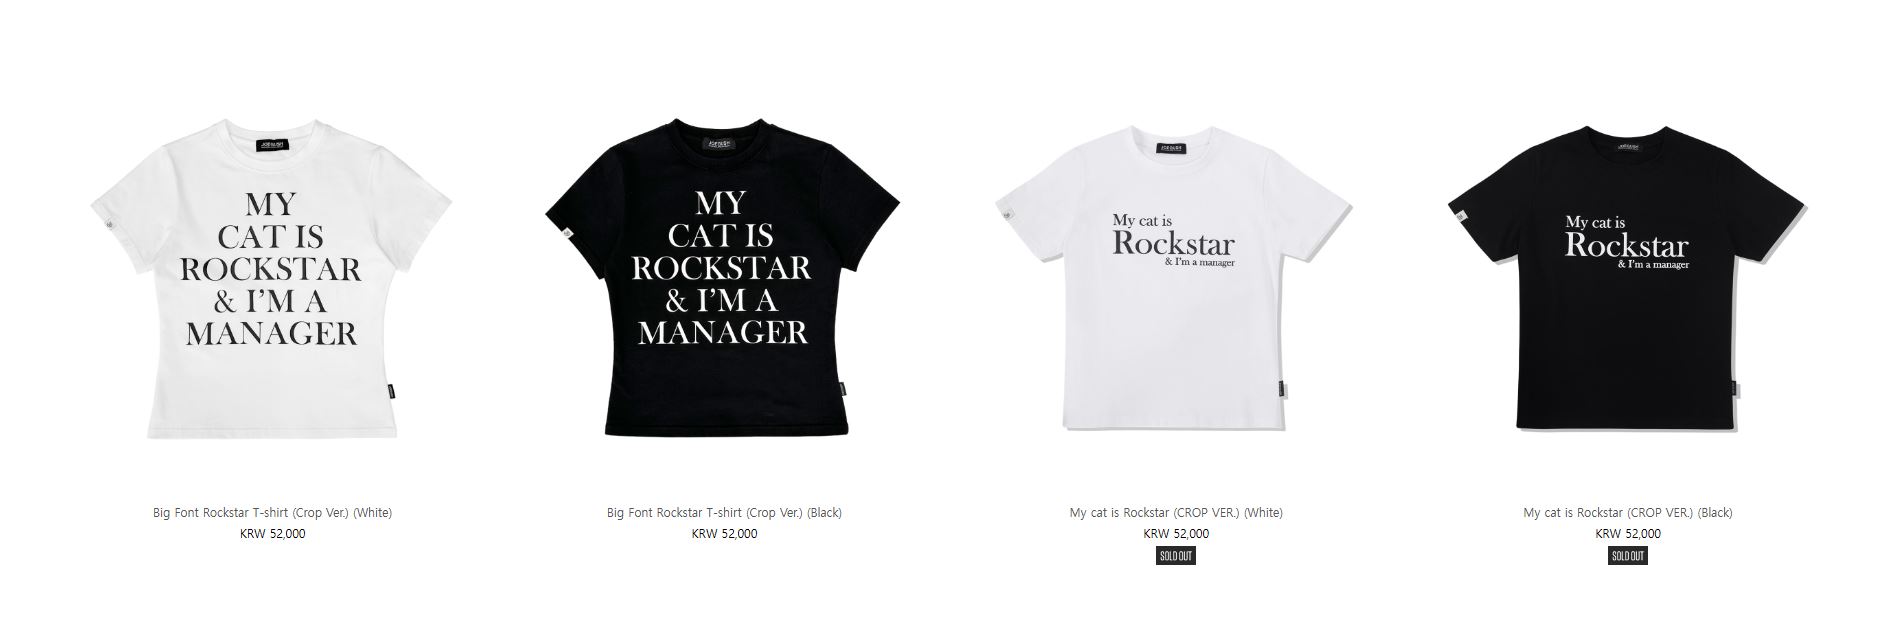 MY
CAT IS
ROCKSTAR
& I'M A
MANAGER
Big Font Rockstar T-shirt (Crop Ver.) (White)
KRW 52,000
MY
CAT IS
ROCKSTAR
& I'M A
MANAGER
Big Font Rockstar T-shirt (Crop Ver.) (Black)
KRW 52,000
My cat is
Rockstar
& I'm a manager
My cat is Rockstar (CROP VER.) (White)
KRW 52,000
SOLD OUT
My cat is
Rockstar
& I'm a manager
My cat is Rockstar (CROP VER.) (Black)
KRW 52,000
SOLD OUT